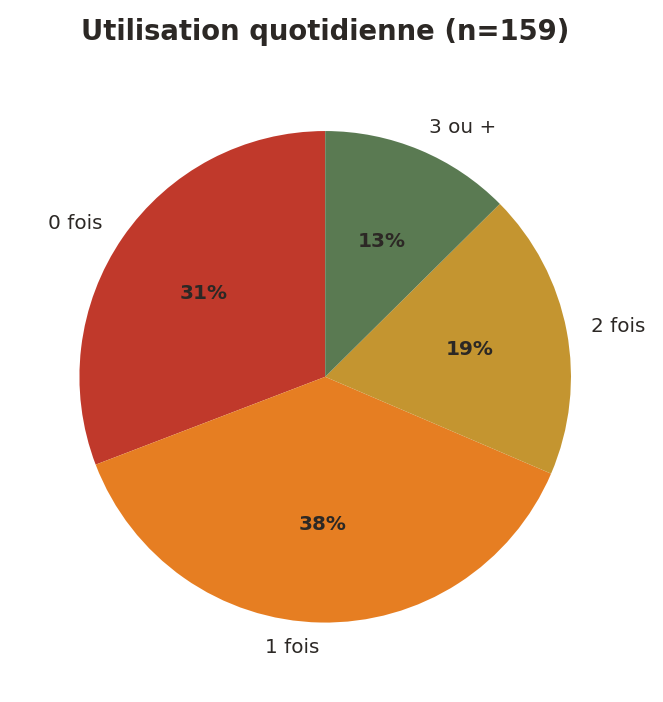 Utilisation quotidienne (n=159)
3 ou +
0 fois
13%
31%
2 fois
19%
38%
1 fois